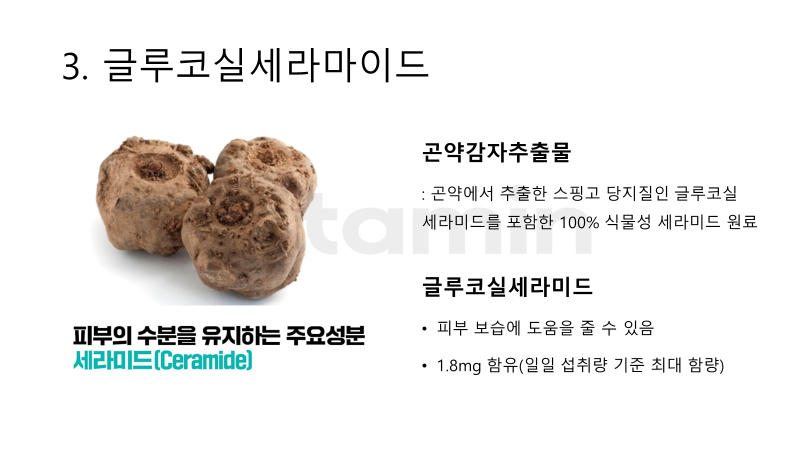 3. 글루코실세라마이드
곤약감자추출물
: 곤약에서 추출한 스핑고 당지질인 글루코실
세라미드를 포함한 100% 식물성 세라미드 원료
tamin
글루코실세라미드
• 피부 보습에 도움을 줄 수 있음
• 1.8mg 함유(일일 섭취량 기준 최대 함량)
피부의 수분을 유지하는 주요성분
세라미드(Ceramide)